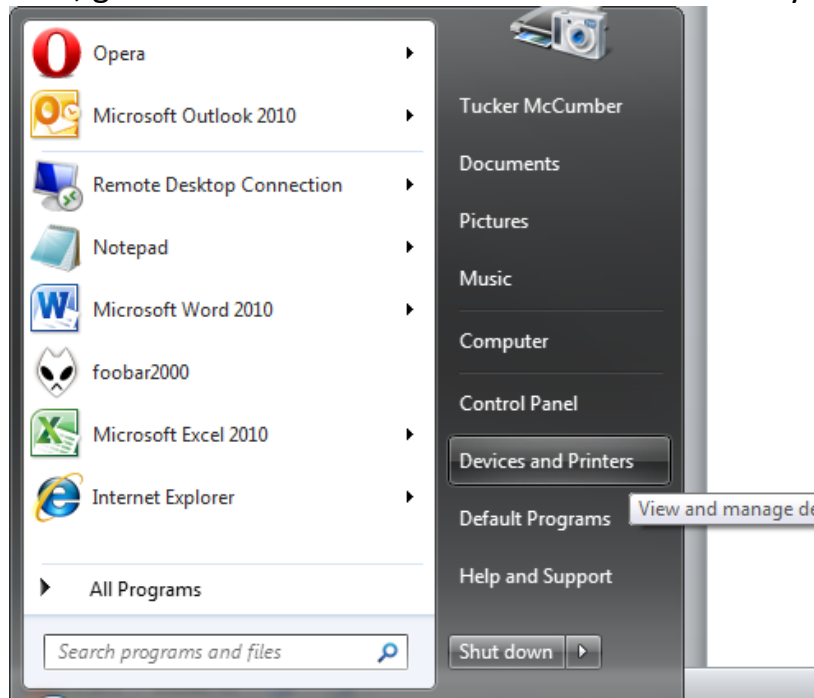 Opera
Microsoft Outlook 2010
Remote Desktop Connection
Notepad
Microsoft Word 2010
foobar2000
Microsoft Excel 2010
Internet Explorer
All Programs
Search programs and files
Tucker McCumber
Documents
Pictures
Music
Computer
Control Panel
Devices and Printers
View and manage de
Default Programs
Help and Support
Shut down